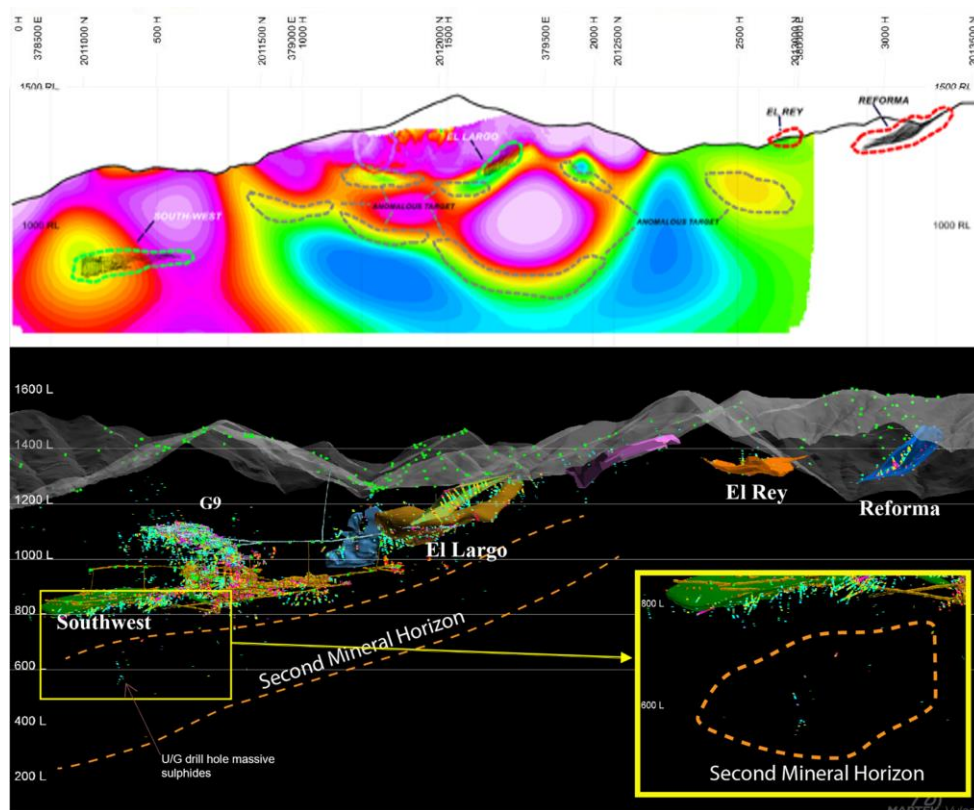 0 H
378500 E
2011000 N
500 H
2011500 N
379000 E
1000 H
2012000 N
1500 H
379500 E
2000 H
2012500 N
2500 H
3000 H
1500 RL
1500 RL
EL REY
REFORMA
EL LARGO
SOUTH-WEST
1000 RL
ANOMALOUS TARGET
ANOMALOUS TARGET
1000 RL
1600 L
1400 L
1200 L
1000 L
800 L
600 L
400 L
200 L
G9
El Largo
El Rey
Reforma
Southwest
Second Mineral Horizon
U/G drill hole massive
sulphides
800 L
600 L
Second Mineral Horizon